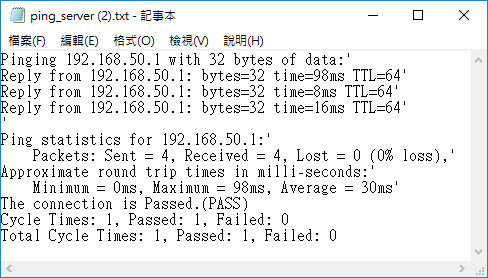 ping_server (2).txt - 記事本
檔案(F) 編輯(E) 格式(O) 檢視(V) 說明(H)
Pinging 192.168.50.1 with 32 bytes of data:'
Reply from 192.168.50.1: bytes=32 time=98ms TTL=64'
Reply from 192.168.50.1: bytes=32 time=8ms TTL=64'
Reply from 192.168.50.1: bytes=32 time=16ms TTL=64'
'
Ping statistics for 192.168.50.1:'
    Packets: Sent = 4, Received = 4, Lost = 0 (0% loss),'
Approximate round trip times in milli-seconds:'
    Minimum = 0ms, Maximum = 98ms, Average = 30ms'
The connection is Passed.(PASS)
Cycle Times: 1, Passed: 1, Failed: 0
Total Cycle Times: 1, Passed: 1, Failed: 0